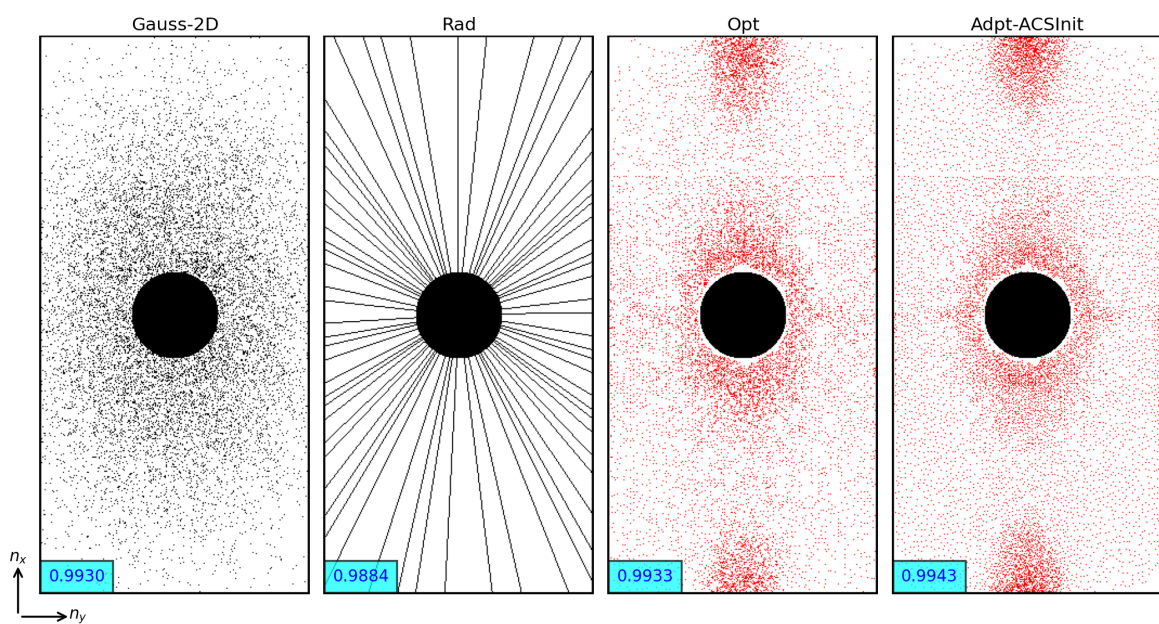 Gauss-2D
Rad
Opt
Adpt-ACSInit
0.9930
0.9884
0.9933
0.9943
n_x
n_y